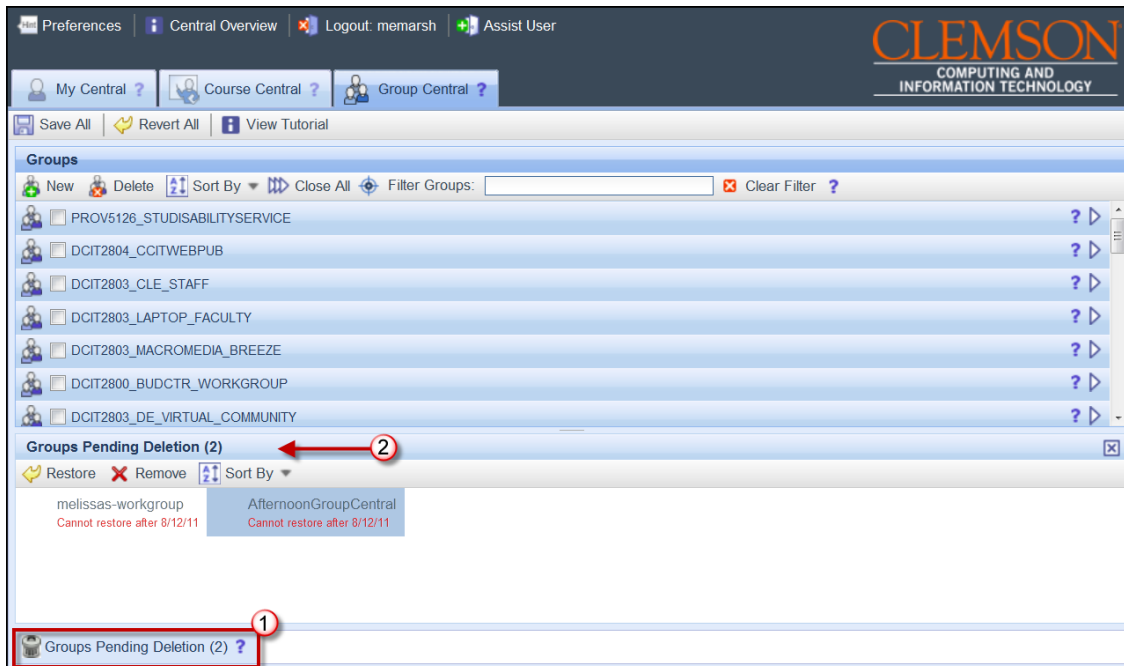 Preferences Central Overview Logout: memarsh Assist User
CLEMSON
COMPUTING AND
INFORMATION TECHNOLOGY
My Central ? Course Central ? Group Central ?
Save All Revert All View Tutorial
Groups
New Delete Sort By Close All Filter Groups: Clear Filter ?
PROV5126_STUDISABILITYSERVICE ?
DCIT2804_CCITWEBPUB ?
DCIT2803_CLE_STAFF ?
DCIT2803_LAPTOP_FACULTY ?
DCIT2803_MACROMEDIA_BREEZE ?
DCIT2800_BUDCTR_WORKGROUP ?
DCIT2803_DE_VIRTUAL_COMMUNITY ?
Groups Pending Deletion (2) 2
Restore Remove Sort By
melissas-workgroup AfternoonGroupCentral
Cannot restore after 8/12/11 Cannot restore after 8/12/11
1
Groups Pending Deletion (2) ?